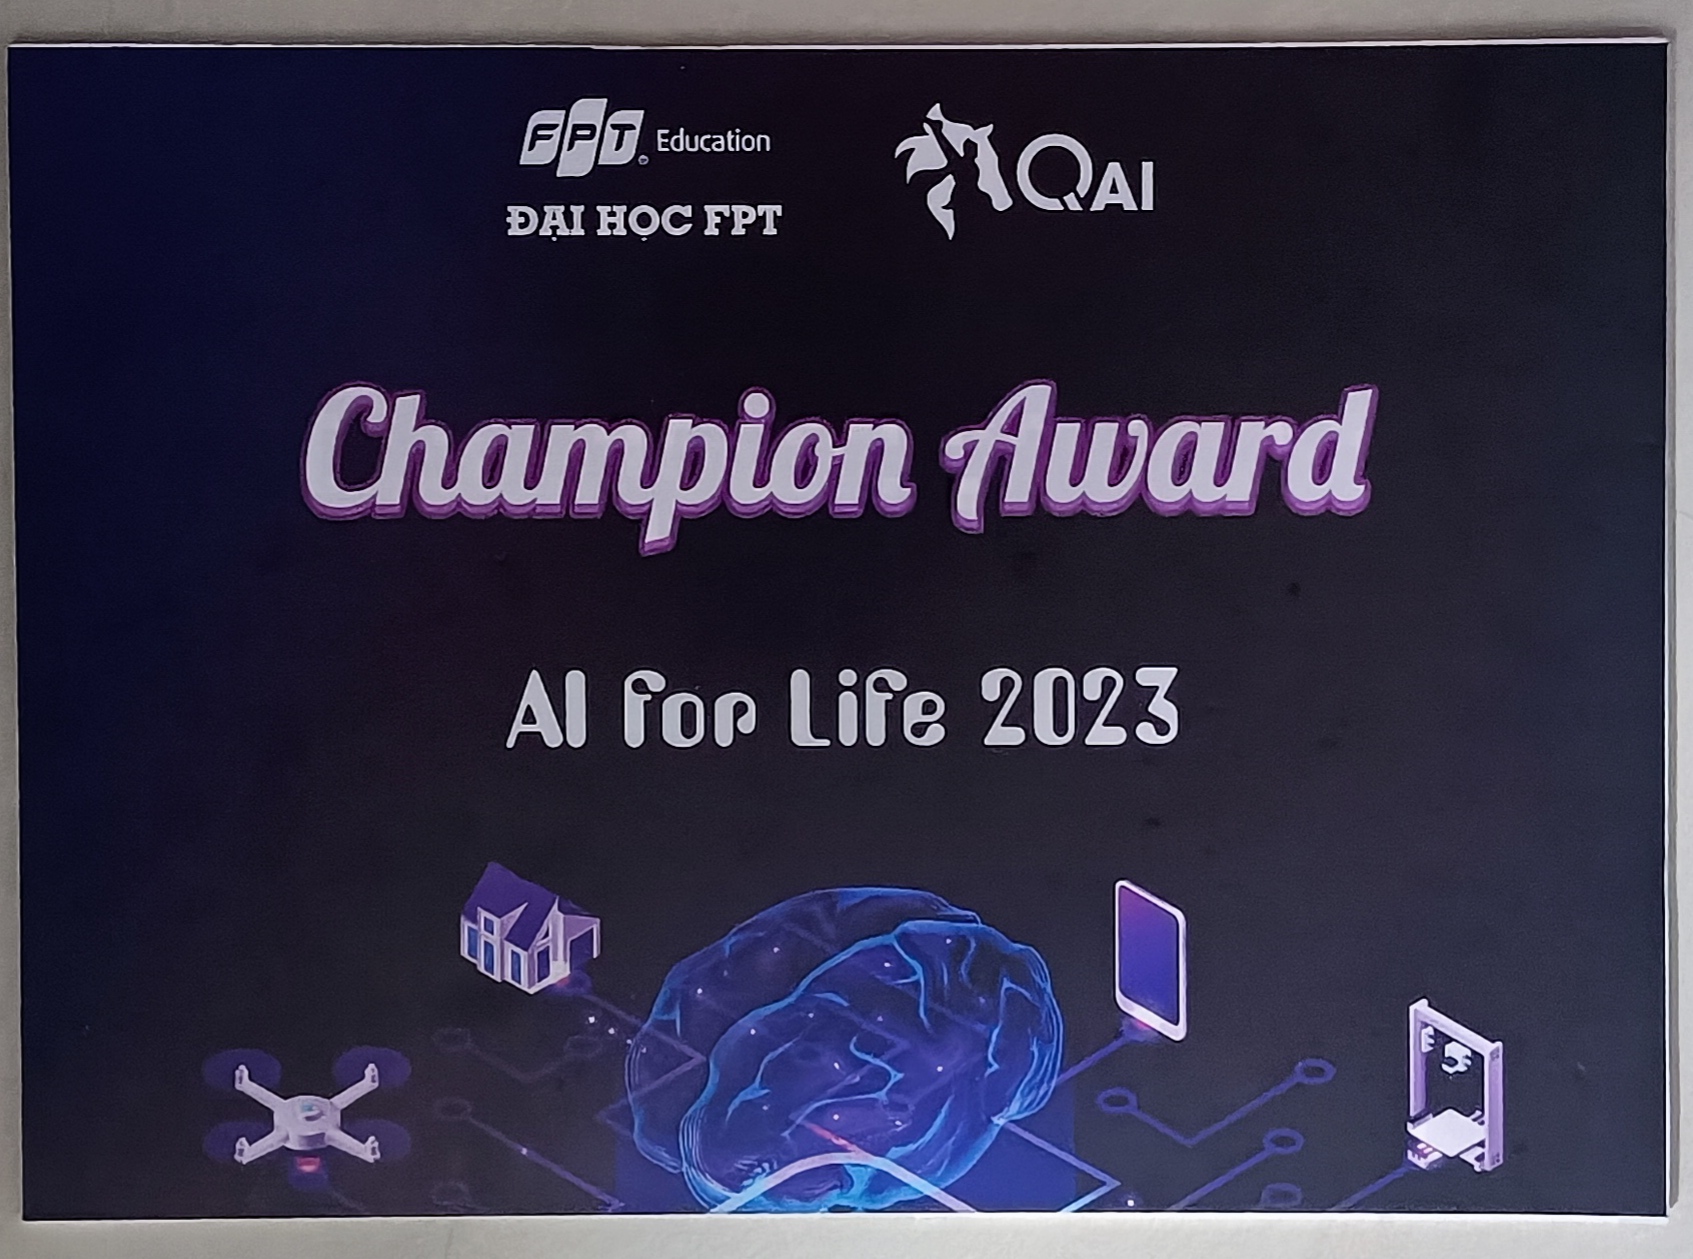 FPT Education
ĐẠI HỌC FPT
QAI
Champion Award
AI for Life 2023